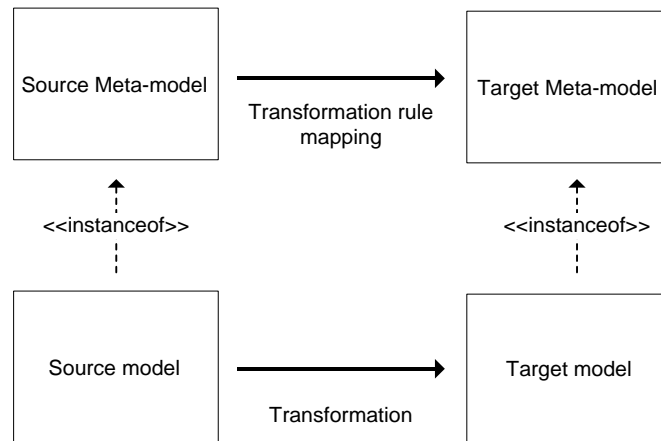 Source Meta-model
Transformation rule
mapping
Target Meta-model
<<instanceof>>
<<instanceof>>
Source model
Transformation
Target model